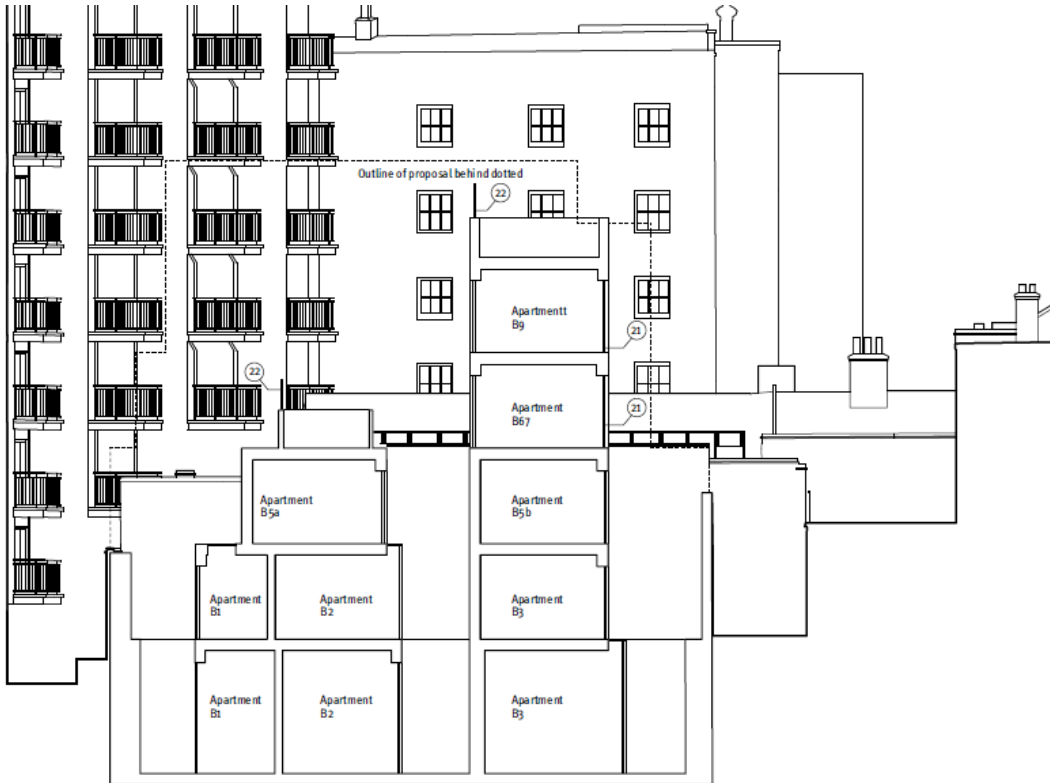 Outline of proposal behind dotted
22
Apartmentt
B9
21
22
Apartment
B67
21
Apartment
B5a
Apartment
B5b
Apartment
B1
Apartment
B2
Apartment
B3
Apartment
B1
Apartment
B2
Apartment
B3